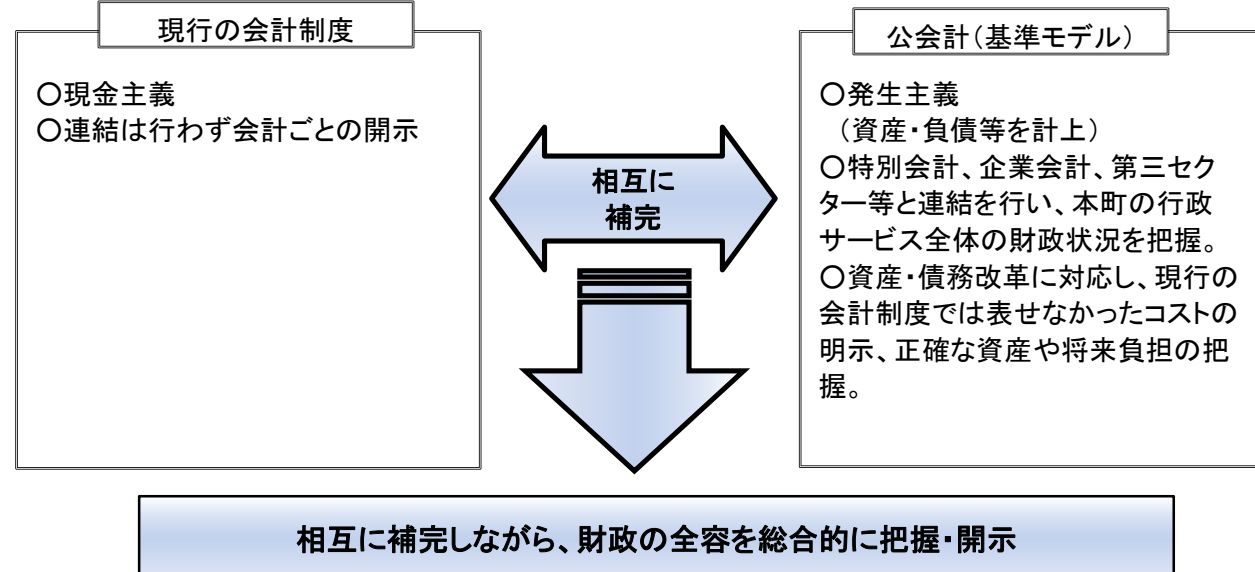 現行の会計制度
○現金主義
○連結は行わず会計ごとの開示
相互に
補完
公会計(基準モデル)
○発生主義
(資産・負債等を計上)
○特別会計、企業会計、第三セク
ター等と連結を行い、本町の行政
サービス全体の財政状況を把握。
○資産・債務改革に対応し、現行の
会計制度では表せなかったコストの
明示、正確な資産や将来負担の把
握。
相互に補完しながら、財政の全容を総合的に把握・開示